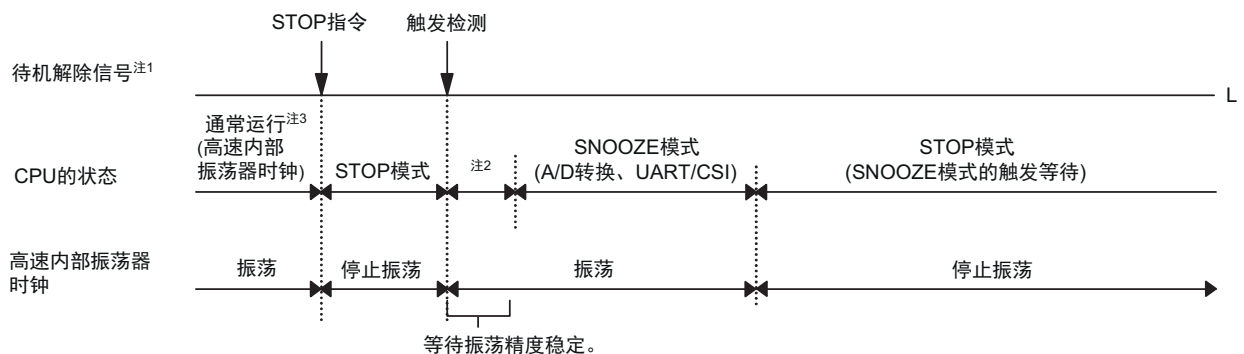 STOP指令
触发检测
待机解除信号注1
L
通常运行注3
(高速内部
振荡器时钟)
CPU的状态
STOP模式
注2
SNOOZE模式
(A/D转换、UART/CSI)
STOP模式
(SNOOZE模式的触发等待)
高速内部振荡器
时钟
振荡
停止振荡
振荡
停止振荡
等待振荡精度稳定。